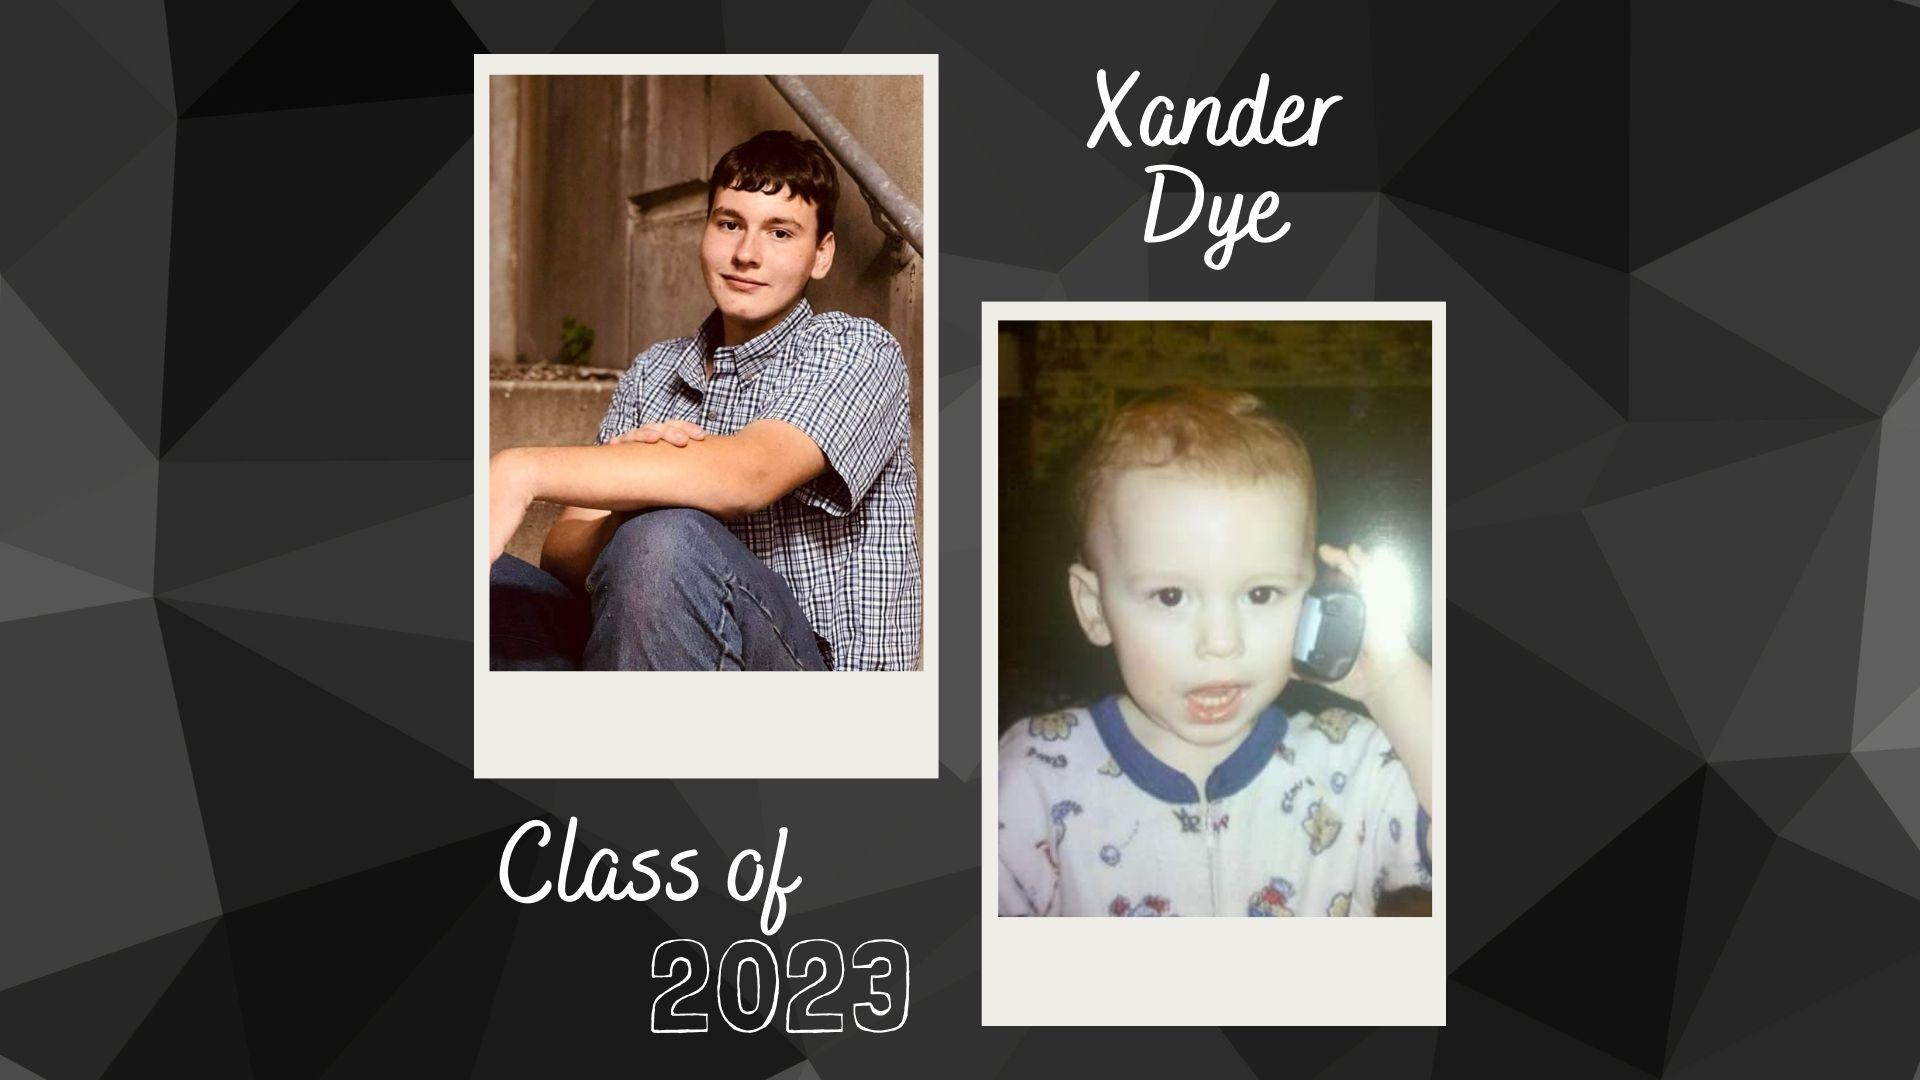 Xander
Dye
Class of
2023